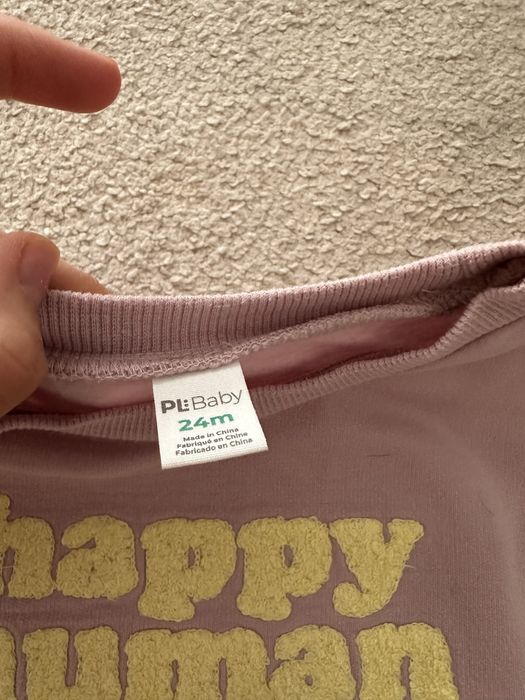 PL Baby
24m
Made in China
Fabriqué en Chine
Fabricado en China
happy
human